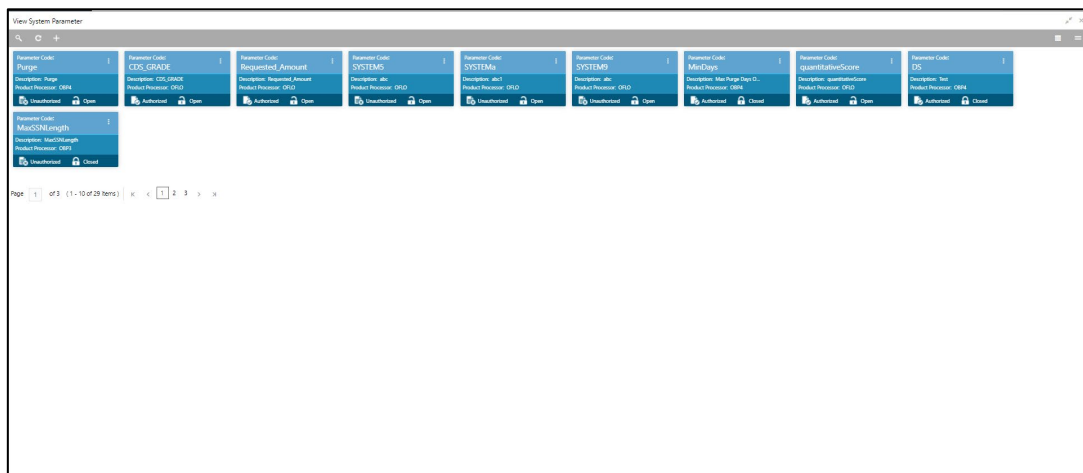 View System Parameter
Parameter Code:
Purge
Description: Purge
Product Processor: OBP4
Unauthorized Open
Parameter Code:
CDS_GRADE
Description: CDS_GRADE
Product Processor: OFLO
Authorized Open
Parameter Code:
Requested_Amount
Description: Requested_Amount
Product Processor: OFLO
Authorized Open
Parameter Code:
SYSTEM5
Description: abc
Product Processor: OFLO
Unauthorized Open
Parameter Code:
SYSTEMa
Description: abc1
Product Processor: OFLO
Unauthorized Open
Parameter Code:
SYSTEM9
Description: abc
Product Processor: OFLO
Unauthorized Open
Parameter Code:
MinDays
Description: Max Purge Days O...
Product Processor: OBP4
Authorized Closed
Parameter Code:
quantitativeScore
Description: quantitativeScore
Product Processor: OFLO
Authorized Open
Parameter Code:
DS
Description: Test
Product Processor: OBP4
Authorized Closed
Parameter Code:
MaxSSNLength
Description: MaxSSNLength
Product Processor: OBP3
Unauthorized Closed
Page 1 of 3 (1 - 10 of 29 items) 1 2 3